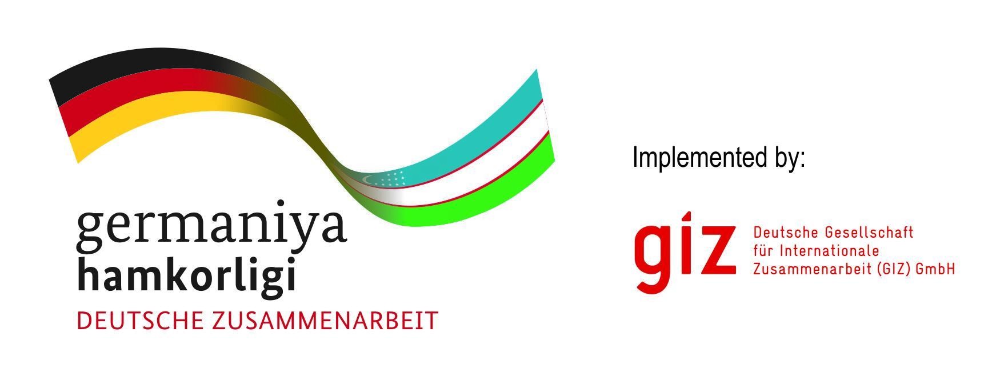 germaniya
hamkorligi
DEUTSCHE ZUSAMMENARBEIT
Implemented by:
giz
Deutsche Gesellschaft
für Internationale
Zusammenarbeit (GIZ) GmbH